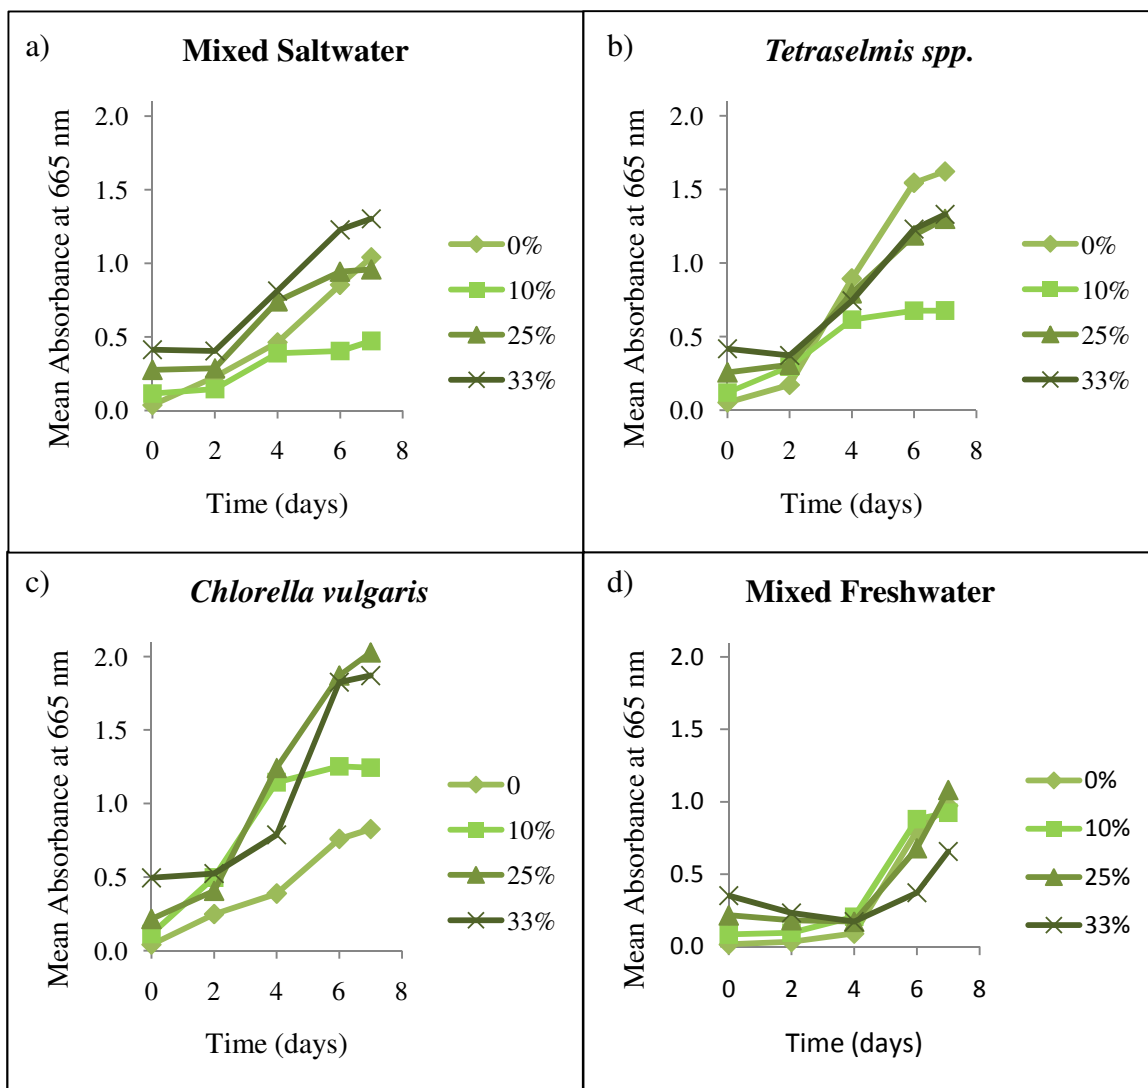 a)
Mixed Saltwater
Mean Absorbance at 665 nm
2.0
1.5
1.0
0.5
0.0
0 2 4 6 8
Time (days)
0%
10%
25%
33%
b)
Tetraselmis spp.
Mean Absorbance at 665 nm
2.0
1.5
1.0
0.5
0.0
0 2 4 6 8
Time (days)
0%
10%
25%
33%
c)
Chlorella vulgaris
Mean Absorbance at 665 nm
2.0
1.5
1.0
0.5
0.0
0 2 4 6 8
Time (days)
0
10%
25%
33%
d)
Mixed Freshwater
Mean Absorbance at 665 nm
2.0
1.5
1.0
0.5
0.0
0 2 4 6 8
Time (days)
0%
10%
25%
33%